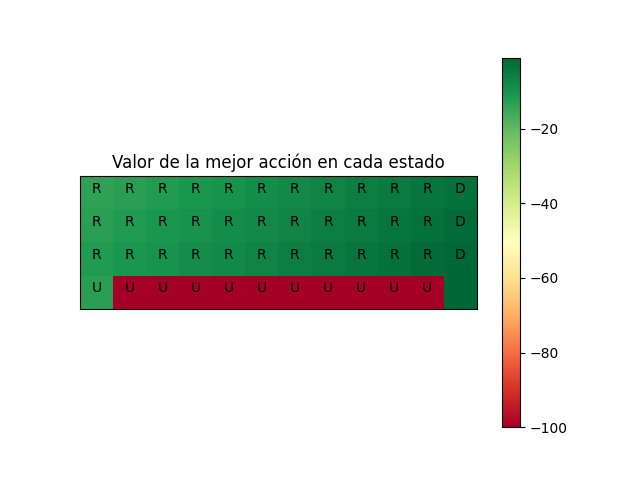 Valor de la mejor acción en cada estado
R R R R R R R R R R R D
R R R R R R R R R R R D
R R R R R R R R R R R D
U U U U U U U U U U U
−20
−40
−60
−80
−100